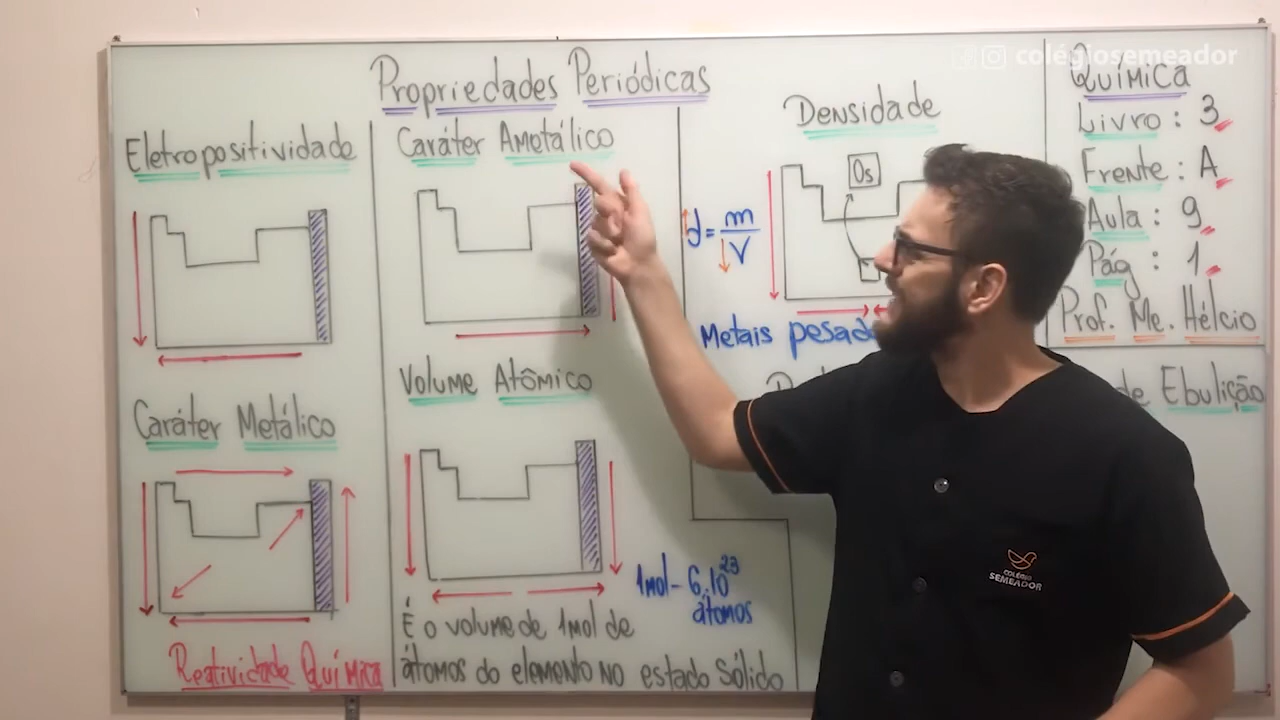 colégiosemeador
Propriedades Periódicas
Eletropositividade
Caráter Metálico
Reatividade Química
Caráter Ametálico
Volume Atômico
1mol - 6.10²³
átomos
É o volume de 1mol de
átomos do elemento no estado sólido
Densidade
Os
d = m/V
Metais
Química
Livro: 3
Frente: A
Aula: 9
Pág: 1
Prof. Me. Hélcio
de Ebulição
COLÉGIO
SEMEADOR